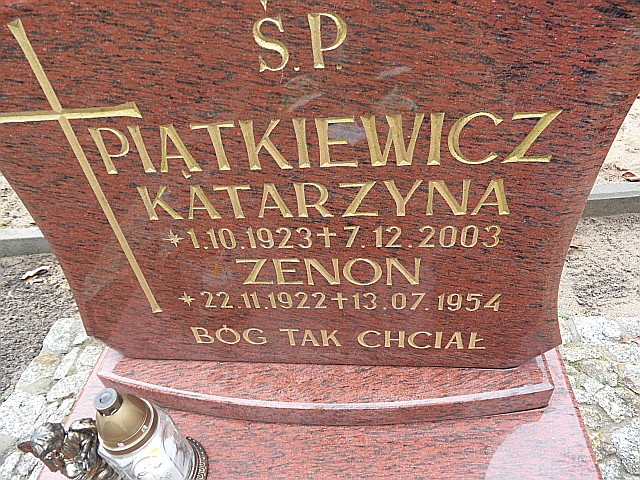 Ś.P.
PIĄTKIEWICZ
KATARZYNA
*1.10.1923+7.12.2003
ZENON
*22.11.1922+13.07.1954
BÓG TAK CHCIAŁ